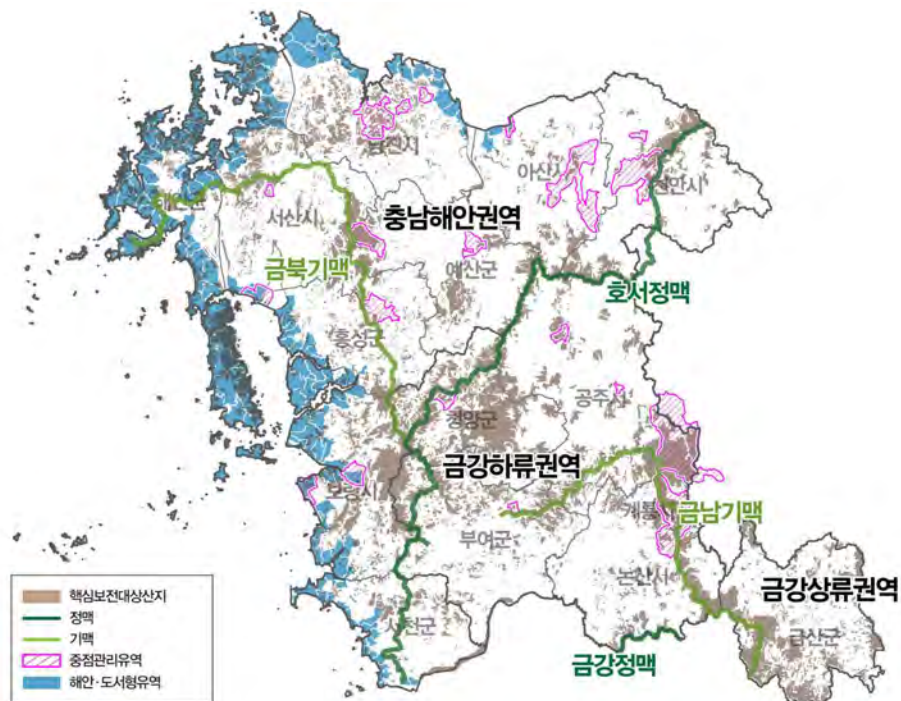 당진시
아산시
천안시
태안군
서산시
충남해안권역
예산군
금북기맥
호서정맥
홍성군
공주시
청양군
금강하류권역
보령시
계룡
금남기맥
부여군
논산시
금강상류권역
서천군
금산군
금강정맥
핵심보전대상산지
정맥
기맥
중점관리유역
해안·도서형유역